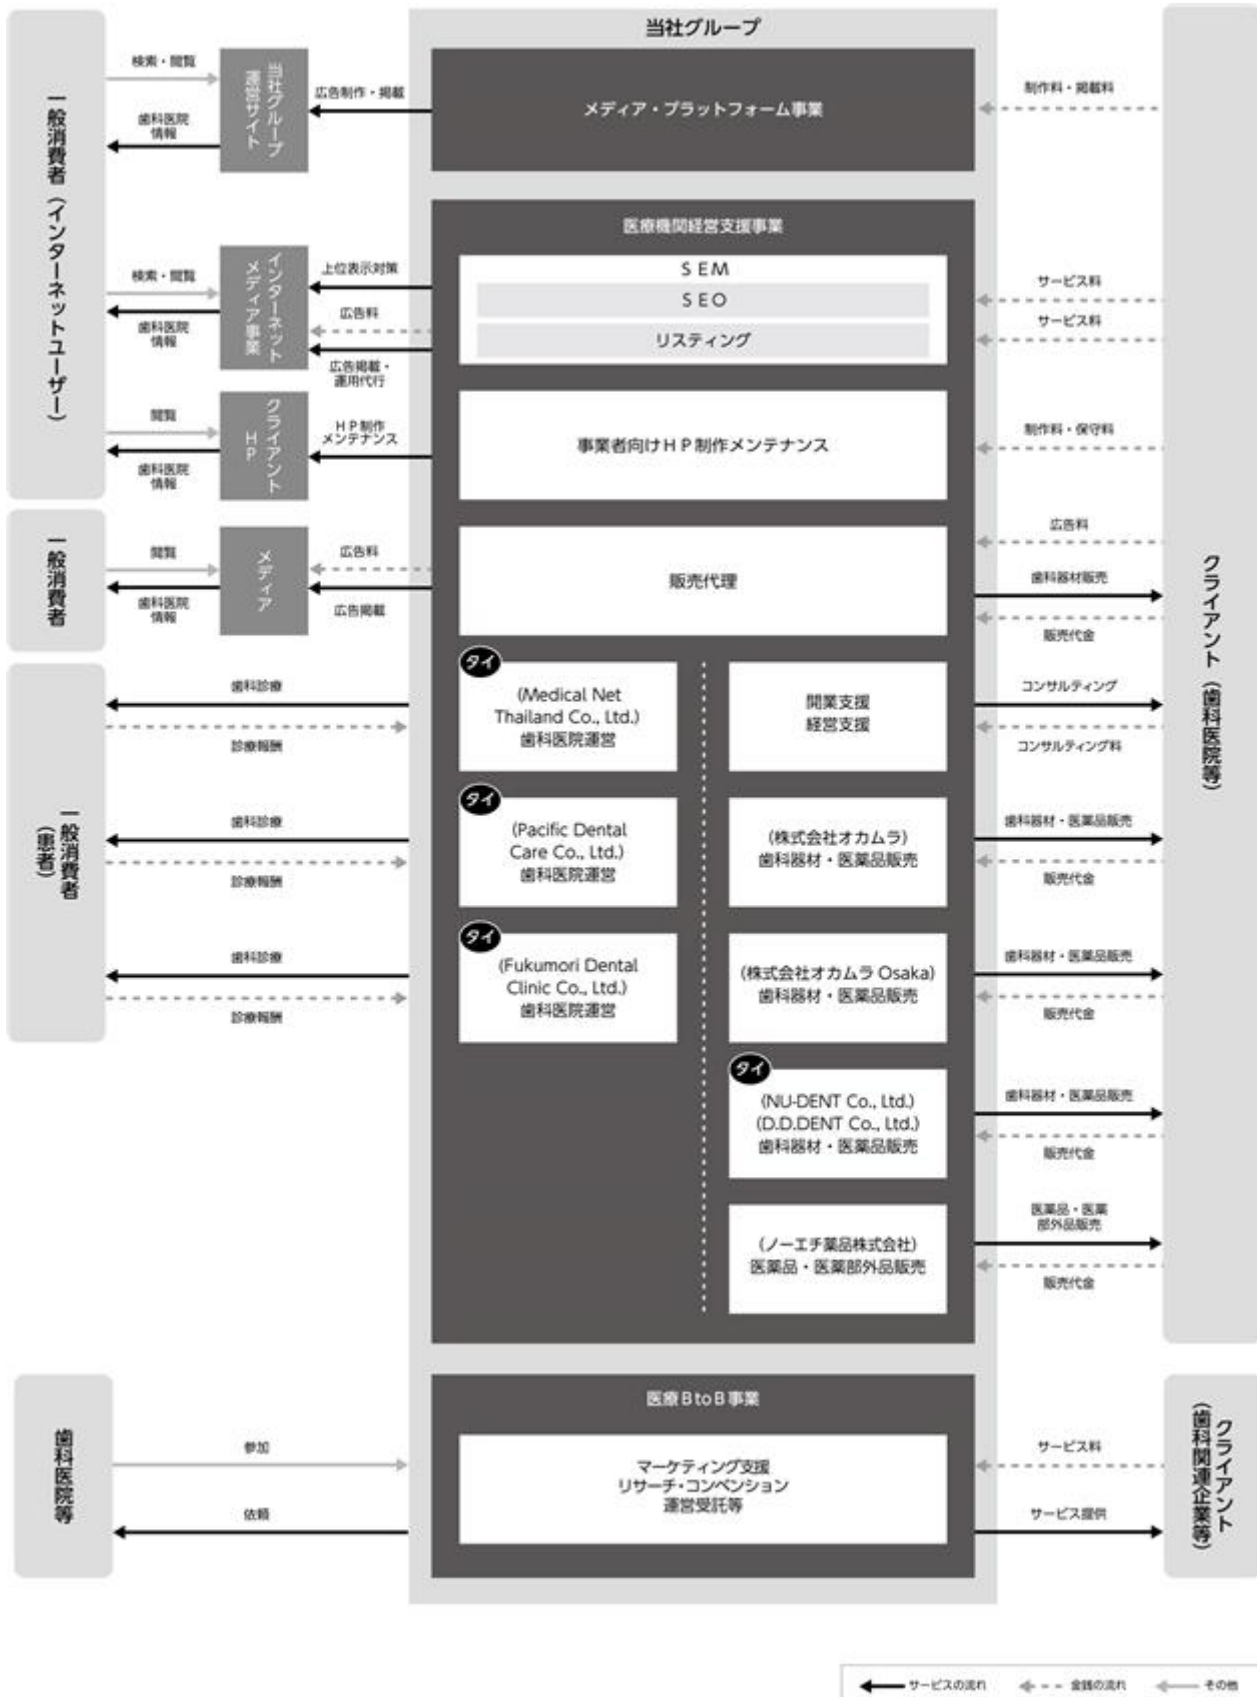 当社グループ
一般消費者（インターネットユーザー）
検索・閲覧
歯科医院
情報
当社グループ
運営サイト
広告制作・掲載
メディア・プラットフォーム事業
制作料・掲載料
医療機関経営支援事業
検索・閲覧
歯科医院
情報
インターネット
メディア事業
上位表示対策
広告料
広告掲載・
運用代行
SEM
SEO
リスティング
サービス料
サービス料
閲覧
歯科医院
情報
クライアント
HP
HP制作
メンテナンス
事業者向けHP制作メンテナンス
制作料・保守料
一般消費者
閲覧
歯科医院
情報
メディア
広告料
広告掲載
販売代理
広告料
歯科器材販売
販売代金
クライアント（歯科医院等）
一般消費者
（患者）
歯科診療
診療報酬
タイ
(Medical Net
Thailand Co., Ltd.)
歯科医院運営
開業支援
経営支援
コンサルティング
コンサルティング料
歯科診療
診療報酬
タイ
(Pacific Dental
Care Co., Ltd.)
歯科医院運営
(株式会社オカムラ)
歯科器材・医薬品販売
歯科器材・医薬品販売
販売代金
歯科診療
診療報酬
タイ
(Fukumori Dental
Clinic Co., Ltd.)
歯科医院運営
(株式会社オカムラ Osaka)
歯科器材・医薬品販売
歯科器材・医薬品販売
販売代金
タイ
(NU-DENT Co., Ltd.)
(D.D.DENT Co., Ltd.)
歯科器材・医薬品販売
歯科器材・医薬品販売
販売代金
(ノーエチ薬品株式会社)
医薬品・医薬部外品販売
医薬品・医薬
部外品販売
販売代金
歯科医院等
参加
依頼
医療BtoB事業
マーケティング支援
リサーチ・コンベンション
運営受託等
サービス料
サービス提供
クライアント
（歯科関連企業等）
サービスの流れ
金銭の流れ
その他